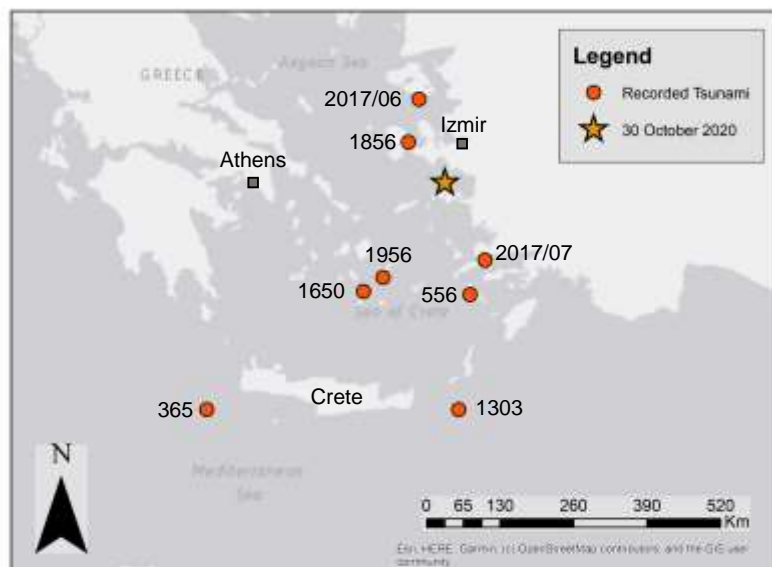 GREECE
Aegean Sea
Legend
Recorded Tsunami
30 October 2020
2017/06
1856
Izmir
Athens
2017/07
1956
1650
556
Sea of Crete
365
Crete
1303
Mediterranean
Sea
N
0 65 130 260 390 520
Km
Esri, HERE, Garmin, (c) OpenStreetMap contributors, and the GIS user
community